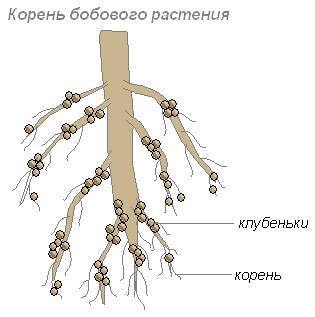 Корень бобового растения
клубеньки
корень